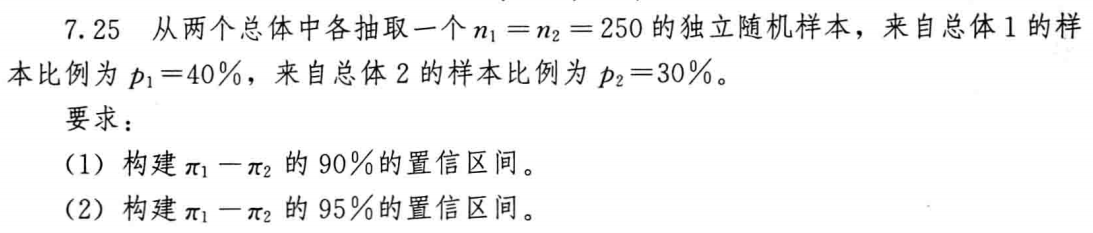 7.25 从两个总体中各抽取一个 n₁＝n₂＝250 的独立随机样本，来自总体 1 的样
本比例为 p₁＝40%，来自总体 2 的样本比例为 p₂＝30%。
要求：
(1) 构建 π₁－π₂ 的 90%的置信区间。
(2) 构建 π₁－π₂ 的 95%的置信区间。